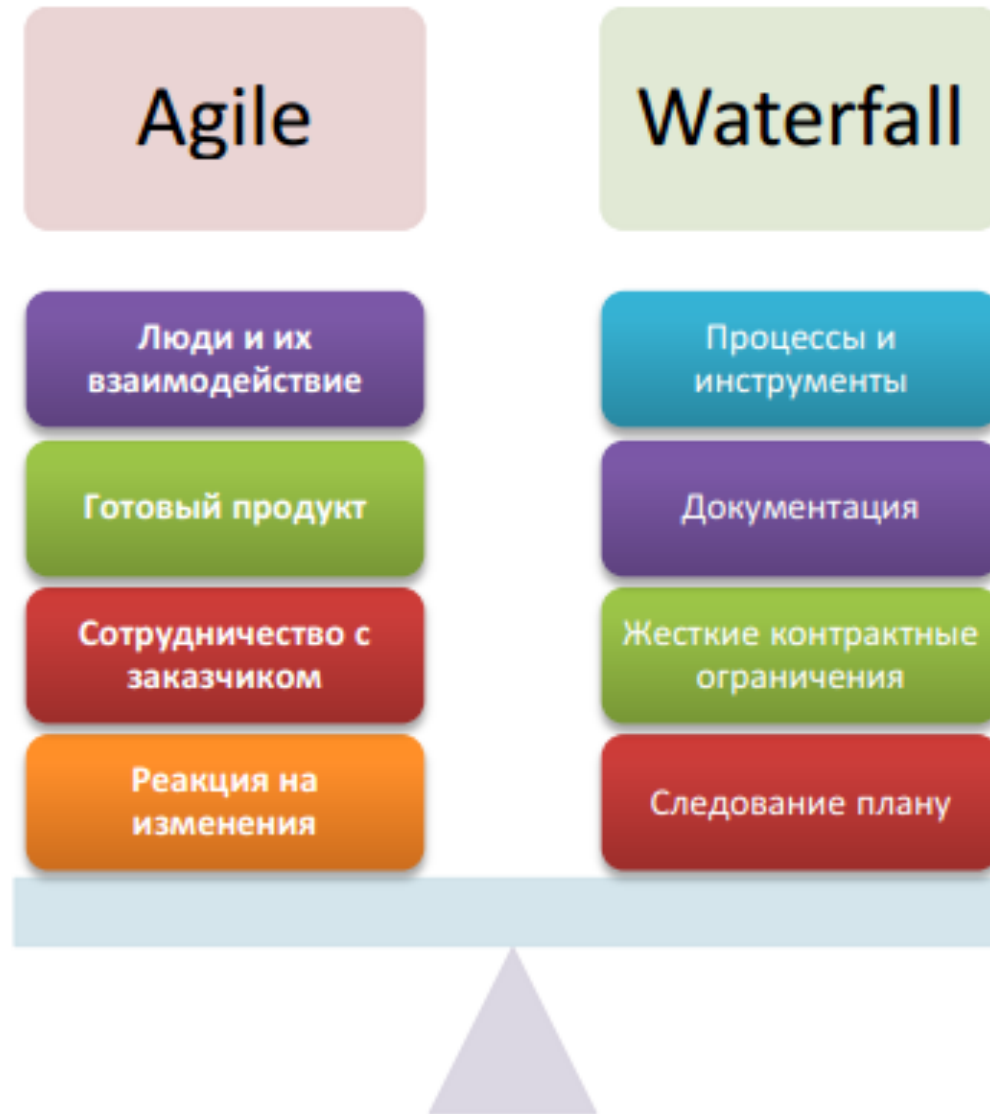 Agile
Waterfall
Люди и их
взаимодействие
Процессы и
инструменты
Готовый продукт
Документация
Сотрудничество с
заказчиком
Жесткие контрактные
ограничения
Реакция на
изменения
Следование плану